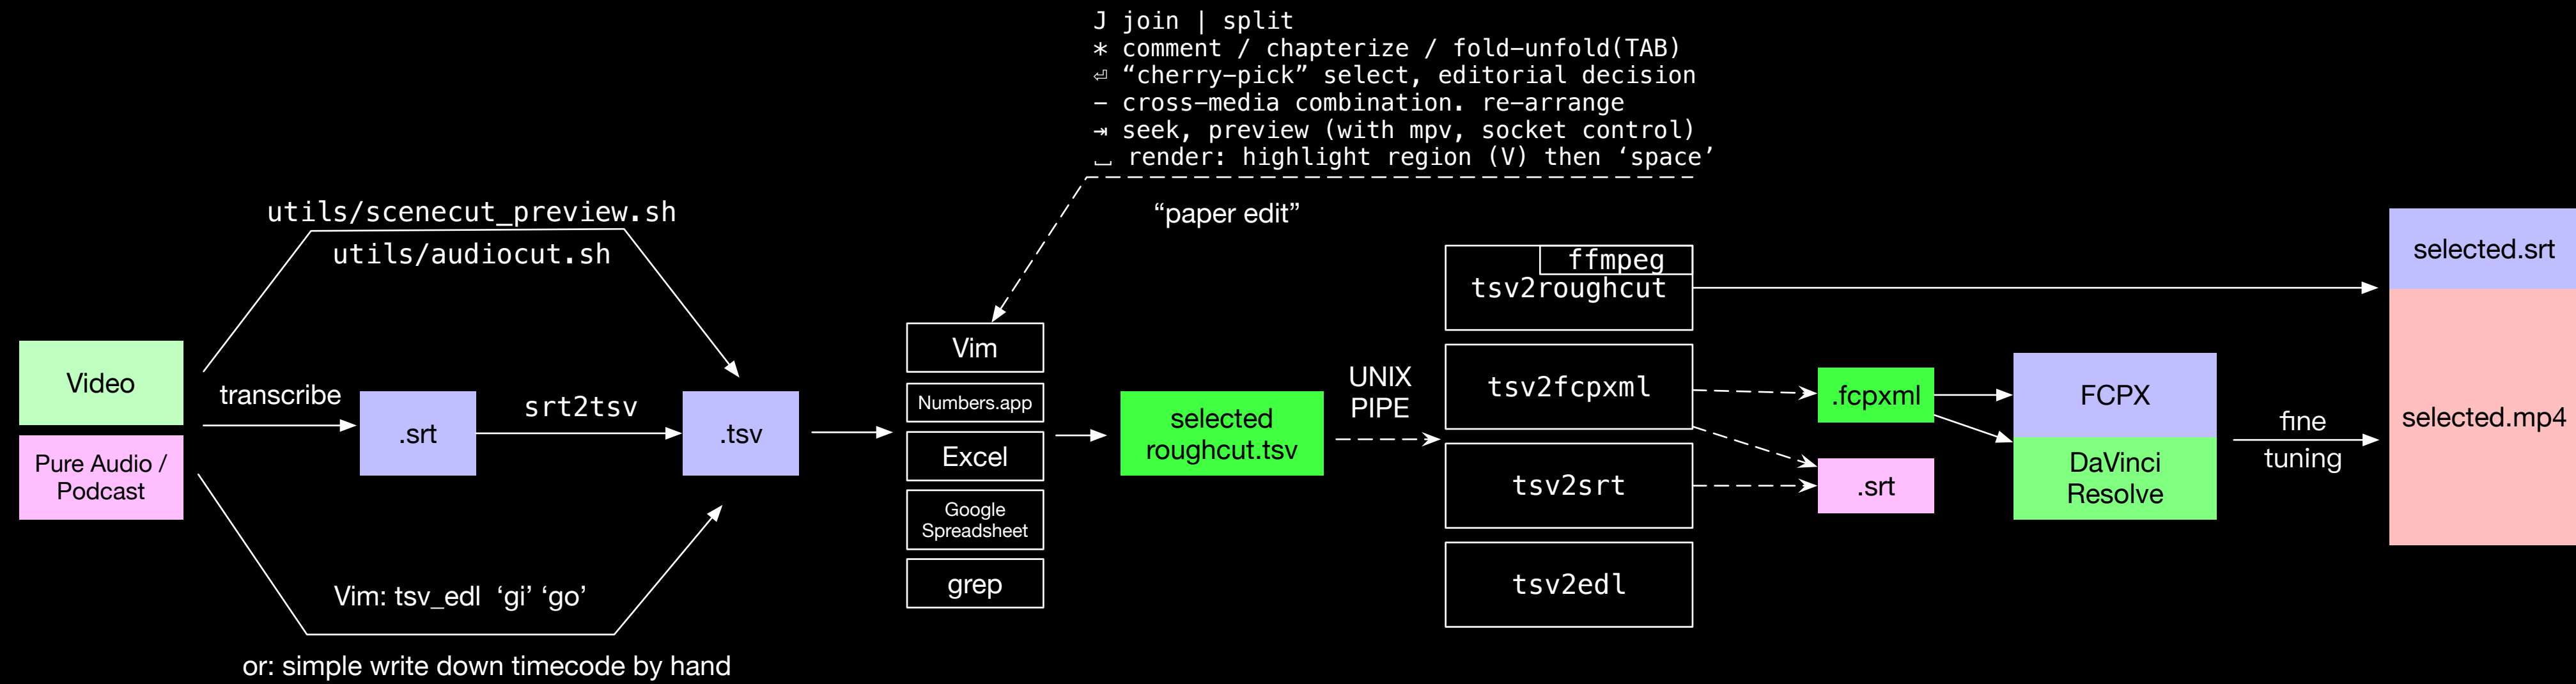 J join | split
* comment / chapterize / fold-unfold(TAB)
⏎ “cherry-pick” select, editorial decision
- cross-media combination. re-arrange
⇥ seek, preview (with mpv, socket control)
⎵ render: highlight region (V) then ‘space’
“paper edit”
utils/scenecut_preview.sh
utils/audiocut.sh
Video
Pure Audio /
Podcast
transcribe
.srt
srt2tsv
.tsv
Vim: tsv_edl ‘gi’ ‘go’
or: simple write down timecode by hand
Vim
Numbers.app
Excel
Google
Spreadsheet
grep
selected
roughcut.tsv
UNIX
PIPE
ffmpeg
tsv2roughcut
tsv2fcpxml
tsv2srt
tsv2edl
.fcpxml
.srt
FCPX
DaVinci
Resolve
fine
tuning
selected.srt
selected.mp4